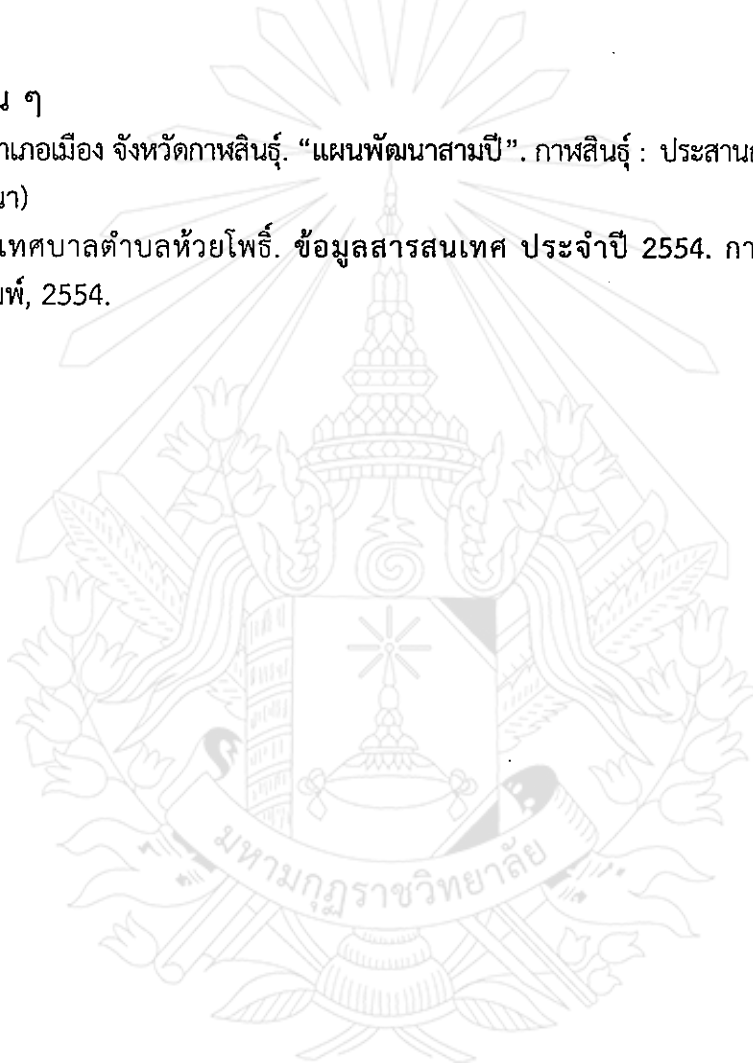 น ๆ
าเภอเมือง จังหวัดกาฬสินธุ์. “แผนพัฒนาสามปี”. กาฬสินธุ์ : ประสาน
นา)
เทศบาลตำบลห้วยโพธิ์. ข้อมูลสารสนเทศ ประจำปี 2554. กา
มพ์, 2554.
มหามกุฏราชวิทยาลัย